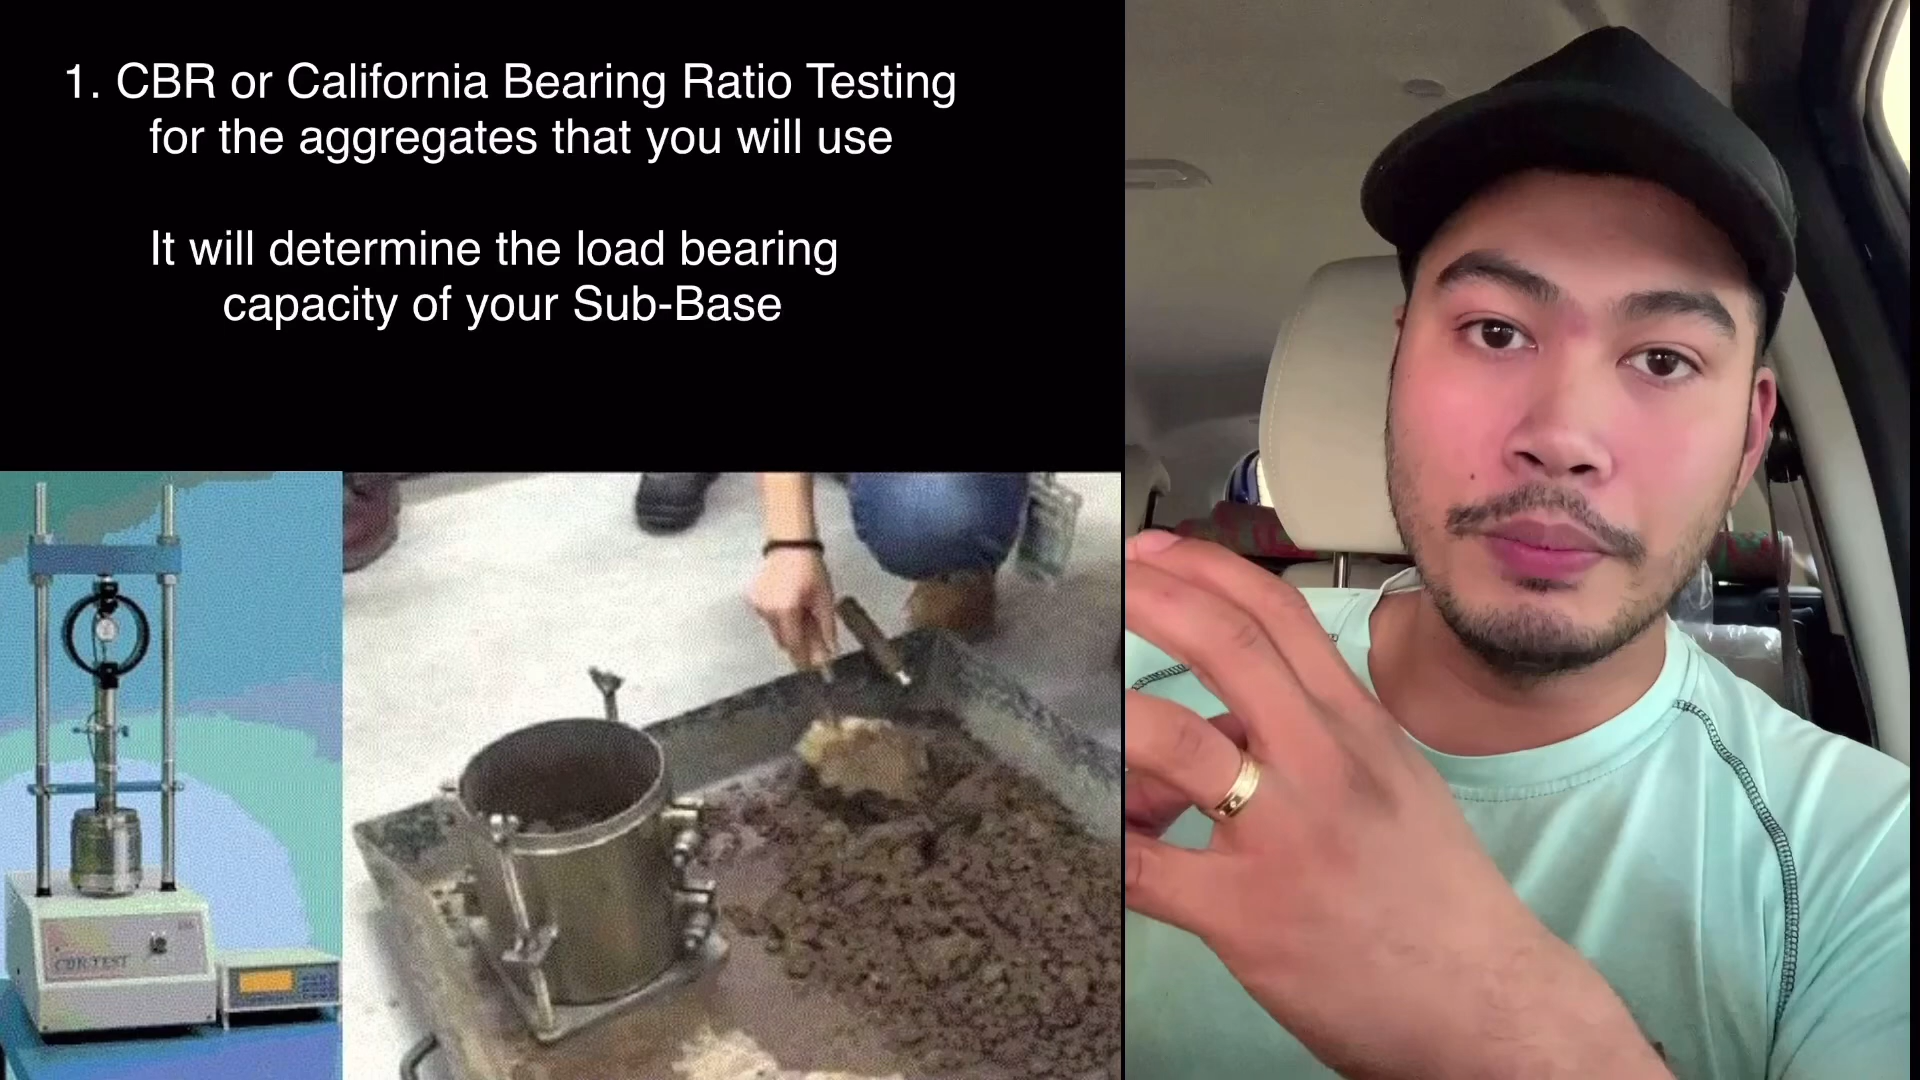 1. CBR or California Bearing Ratio Testing
for the aggregates that you will use
It will determine the load bearing
capacity of your Sub-Base
CBR TEST